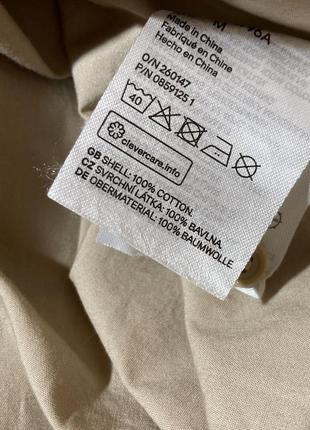 96A
M
Made in China
Fabriqué en Chine
Hecho en China
O/N 260147
P/N 0859125 1
40
clevercare.info
GB SHELL: 100% COTTON.
CZ SVRCHNÍ LÁTKA: 100% BAVLNA.
DE OBERMATERIAL: 100% BAUMWOLLE